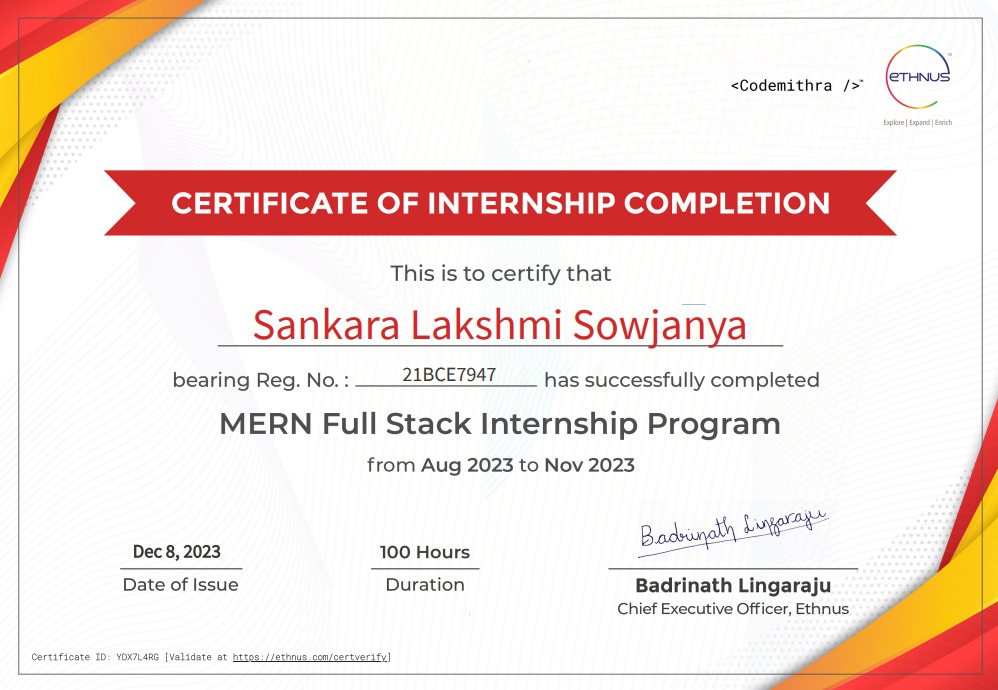 <Codemithra />™
ETHNUS™
Explore | Expand | Enrich
CERTIFICATE OF INTERNSHIP COMPLETION
This is to certify that
Sankara Lakshmi Sowjanya
bearing Reg. No. : 21BCE7947 has successfully completed
MERN Full Stack Internship Program
from Aug 2023 to Nov 2023
Badrinath Lingaraju
Dec 8, 2023
Date of Issue
100 Hours
Duration
Badrinath Lingaraju
Chief Executive Officer, Ethnus
Certificate ID: YDX7L4RG [Validate at https://ethnus.com/certverify]